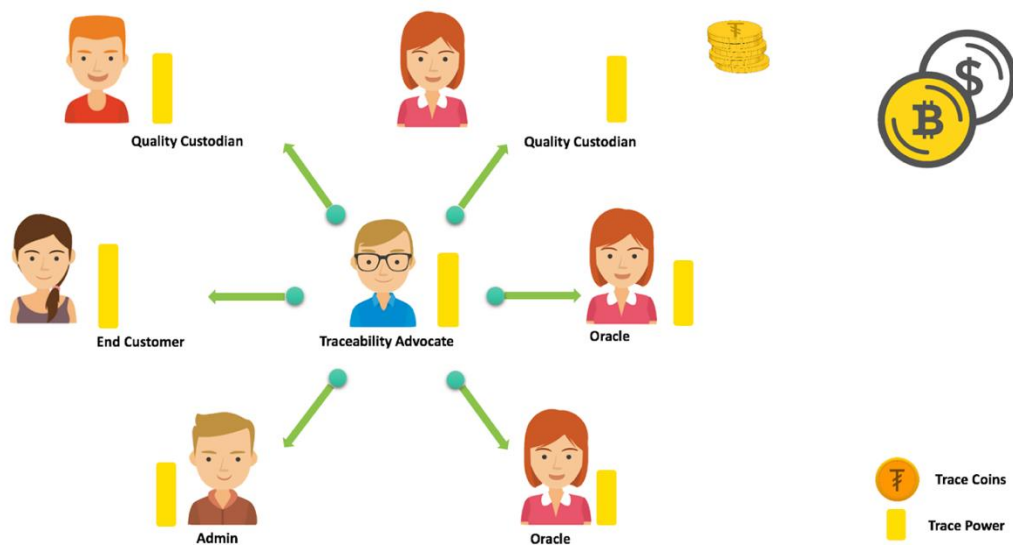 Quality Custodian
Quality Custodian
₮
$
B
End Customer
Traceability Advocate
Oracle
Admin
Oracle
₮
Trace Coins
Trace Power